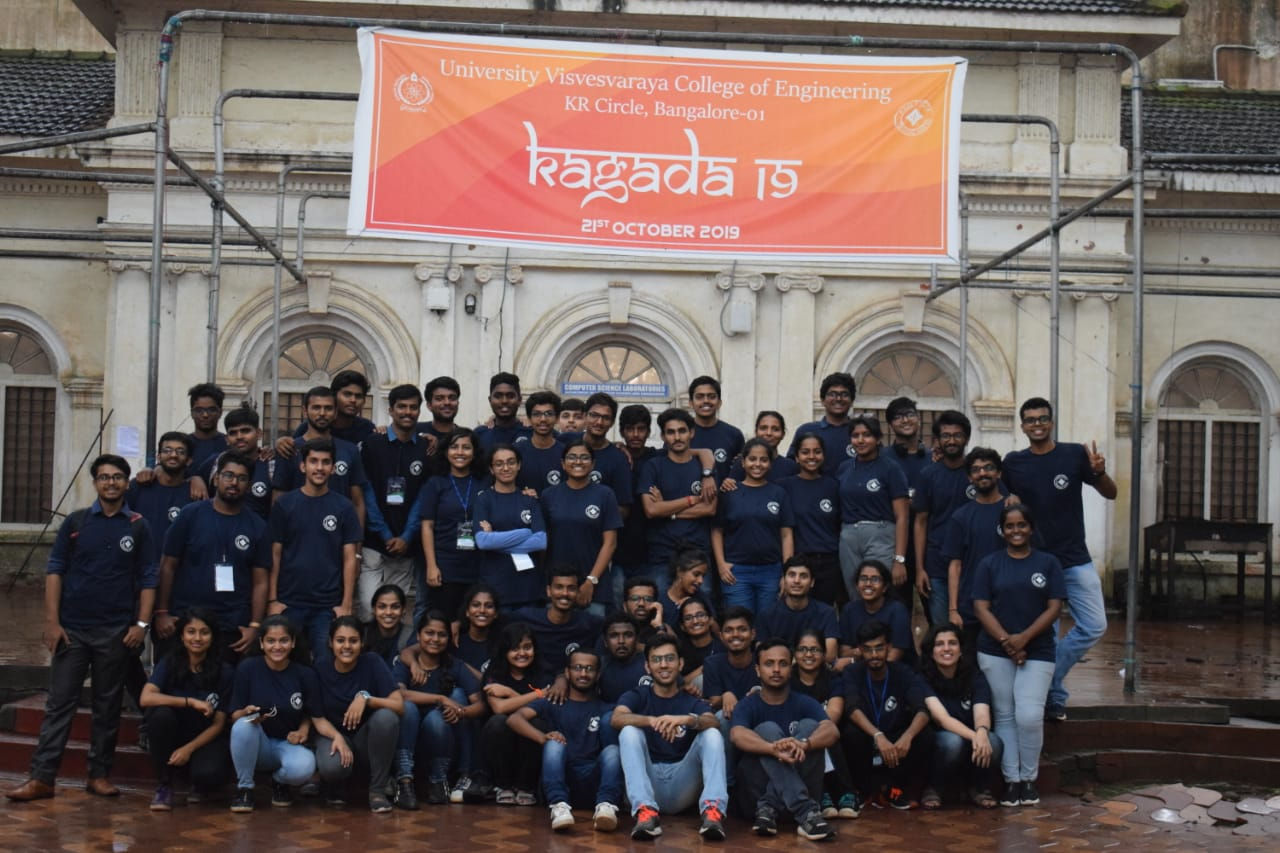 University Visvesvaraya College of Engineering
KR Circle, Bangalore-01
kagada 19
21ST OCTOBER 2019
COMPUTER SCIENCE LABORATORIES